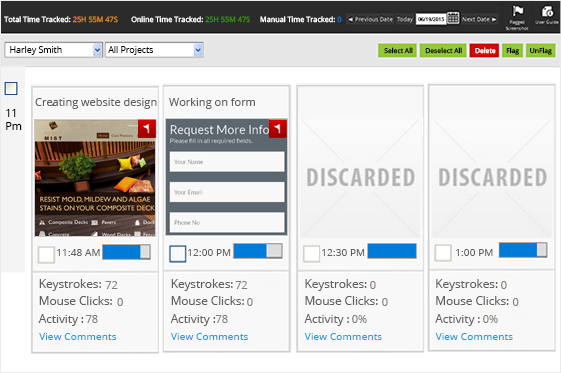 Total Time Tracked: 25H 55M 47S Online Time Tracked: 25H 55M 47S Manual Time Tracked: 0 Previous Date Today 06/19/2015 Next Date Flagged Screenshot User Guide
Harley Smith All Projects Select All Deselect All Delete Flag UnFlag
11 Pm
Creating website design
MIST
RESIST MOLD, MILDEW AND ALGAE
STAINS ON YOUR COMPOSITE DECK
Composite Decks Pavers
Concrete Wood Decks
11:48 AM
Keystrokes: 72
Mouse Clicks: 0
Activity : 78
View Comments
Working on form
Request More Info
Please fill in all required fields.
Your Name
Your Email
Phone No
12:00 PM
Keystrokes: 72
Mouse Clicks: 0
Activity :78
View Comments
DISCARDED
12:30 PM
Keystrokes: 0
Mouse Clicks: 0
Activity : 0%
View Comments
DISCARDED
1:00 PM
Keystrokes: 0
Mouse Clicks: 0
Activity : 0%
View Comments